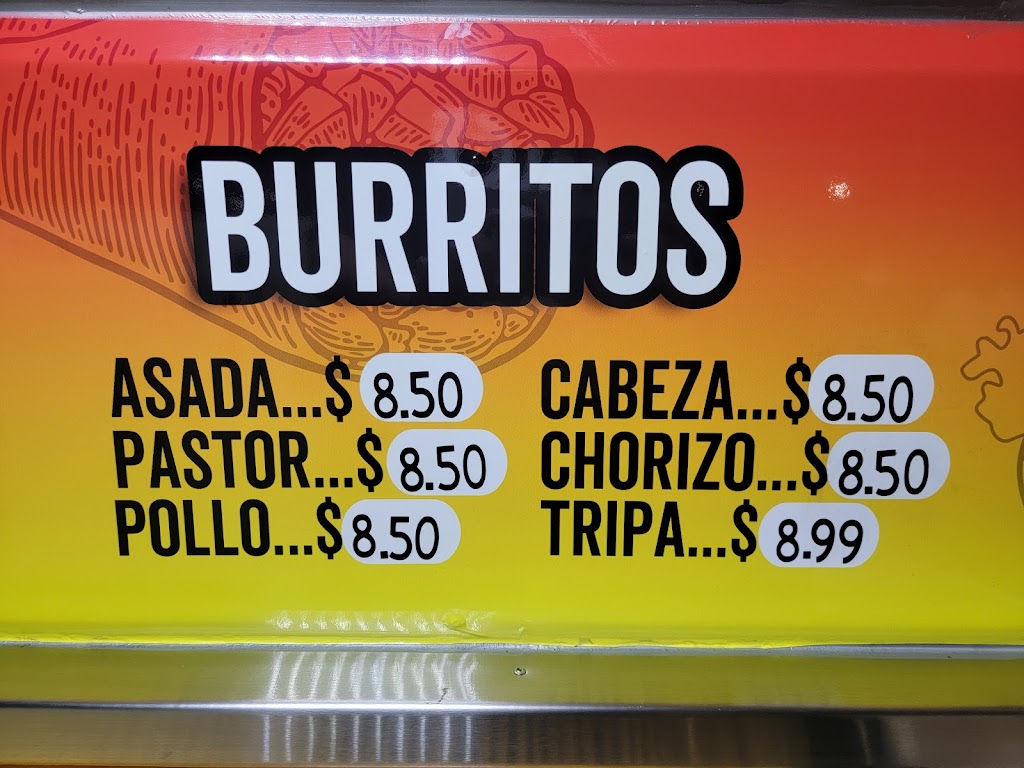 BURRITOS
ASADA...$ 8.50
PASTOR...$ 8.50
POLLO...$ 8.50
CABEZA...$ 8.50
CHORIZO...$ 8.50
TRIPA...$ 8.99